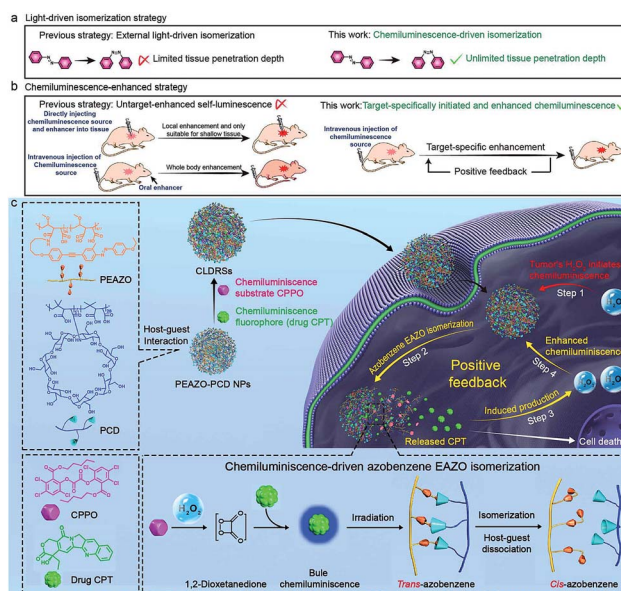 a Light-driven isomerization strategy
Previous strategy: External light-driven isomerization
This work: Chemiluminescence-driven isomerization
N=N
N=N
Limited tissue penetration depth
Unlimited tissue penetration depth
b Chemiluminescence-enhanced strategy
Previous strategy: Untarget-enhanced self-luminescence
This work: Target-specifically initiated and enhanced chemiluminescence
Directly injecting
chemiluminescence source
and enhancer into tissue
Local enhancement and only
suitable for shallow tissue
Intravenous injection of
Chemiluminescence
source
Whole body enhancement
Oral enhancer
Intravenous injection of
chemiluminescence
source
Target-specific enhancement
Positive feedback
c
PEAZO
Host-guest
Interaction
PCD
CLDRSs
Chemiluminiscence
substrate CPPO
Chemiluminiscence
fluorophore (drug CPT)
PEAZO-PCD NPs
Tumor's H₂O₂ initiates
chemiluminescence
Step 1
H₂O₂
Azobenzene EAZO isomerization
Step 2
Positive
feedback
Enhanced
chemiluminescence
Step 4
Induced production
Step 3
Released CPT
Cell death
CPPO
Drug CPT
Chemiluminiscence-driven azobenzene EAZO isomerization
H₂O₂
1,2-Dioxetanedione
Bule
chemiluminiscence
Irradiation
Trans-azobenzene
Isomerization
Host-guest
dissociation
Cis-azobenzene